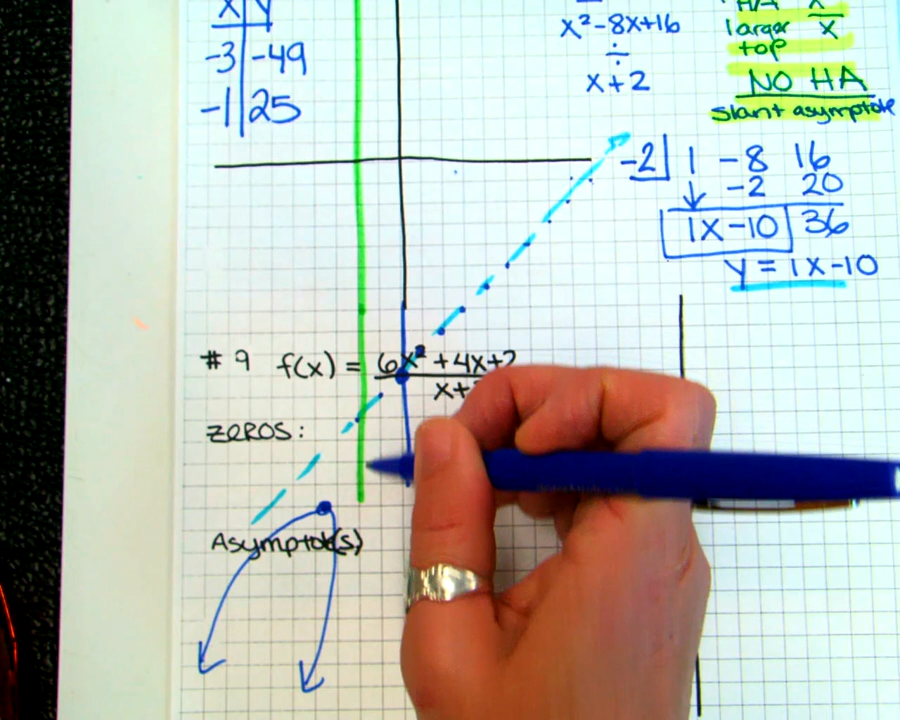 X Y
-3 -49
-1 25
x²-8x+16
÷
x+2
HA x
larger x
top
NO HA
Slant asymptote
-2 1 -8 16
-2 20
1x-10 36
y = 1x-10
# 9 f(x) = 6x² + 4x+2
x+
ZEROS:
Asymptote(s)